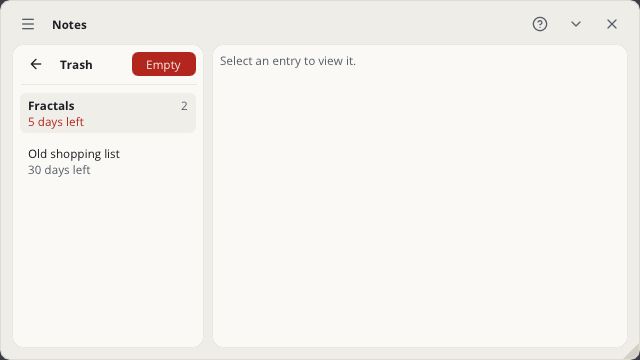 Notes
Trash
Empty
Fractals 2
5 days left
Old shopping list
30 days left
Select an entry to view it.